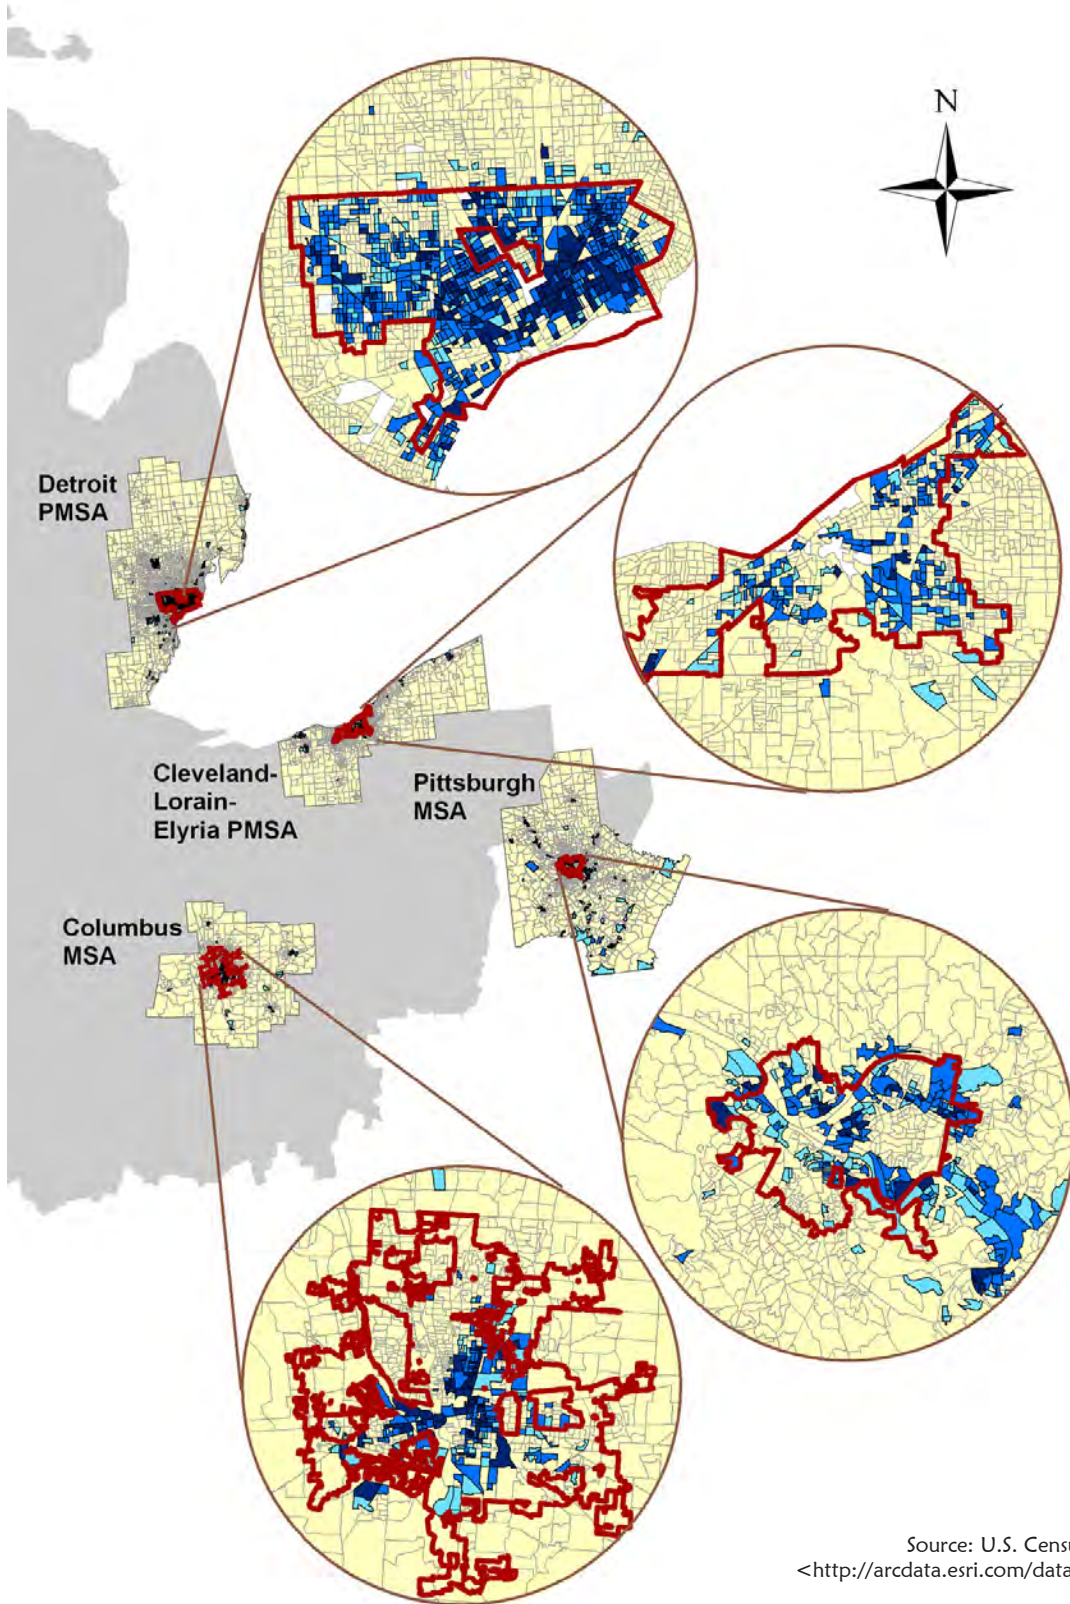 N
Detroit
PMSA
Cleveland-
Lorain-
Elyria PMSA
Pittsburgh
MSA
Columbus
MSA
Source: U.S. Censu
<http://arcdata.esri.com/data